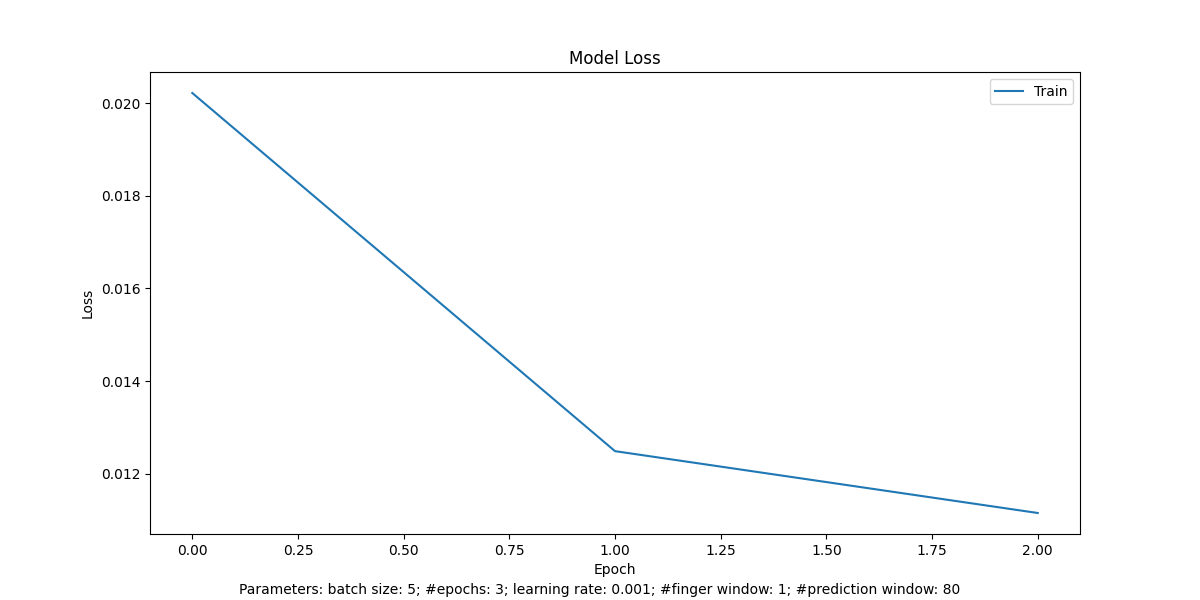 Model Loss
Train
0.020
0.018
0.016
0.014
0.012
Loss
0.00 0.25 0.50 0.75 1.00 1.25 1.50 1.75 2.00
Epoch
Parameters: batch size: 5; #epochs: 3; learning rate: 0.001; #finger window: 1; #prediction window: 80